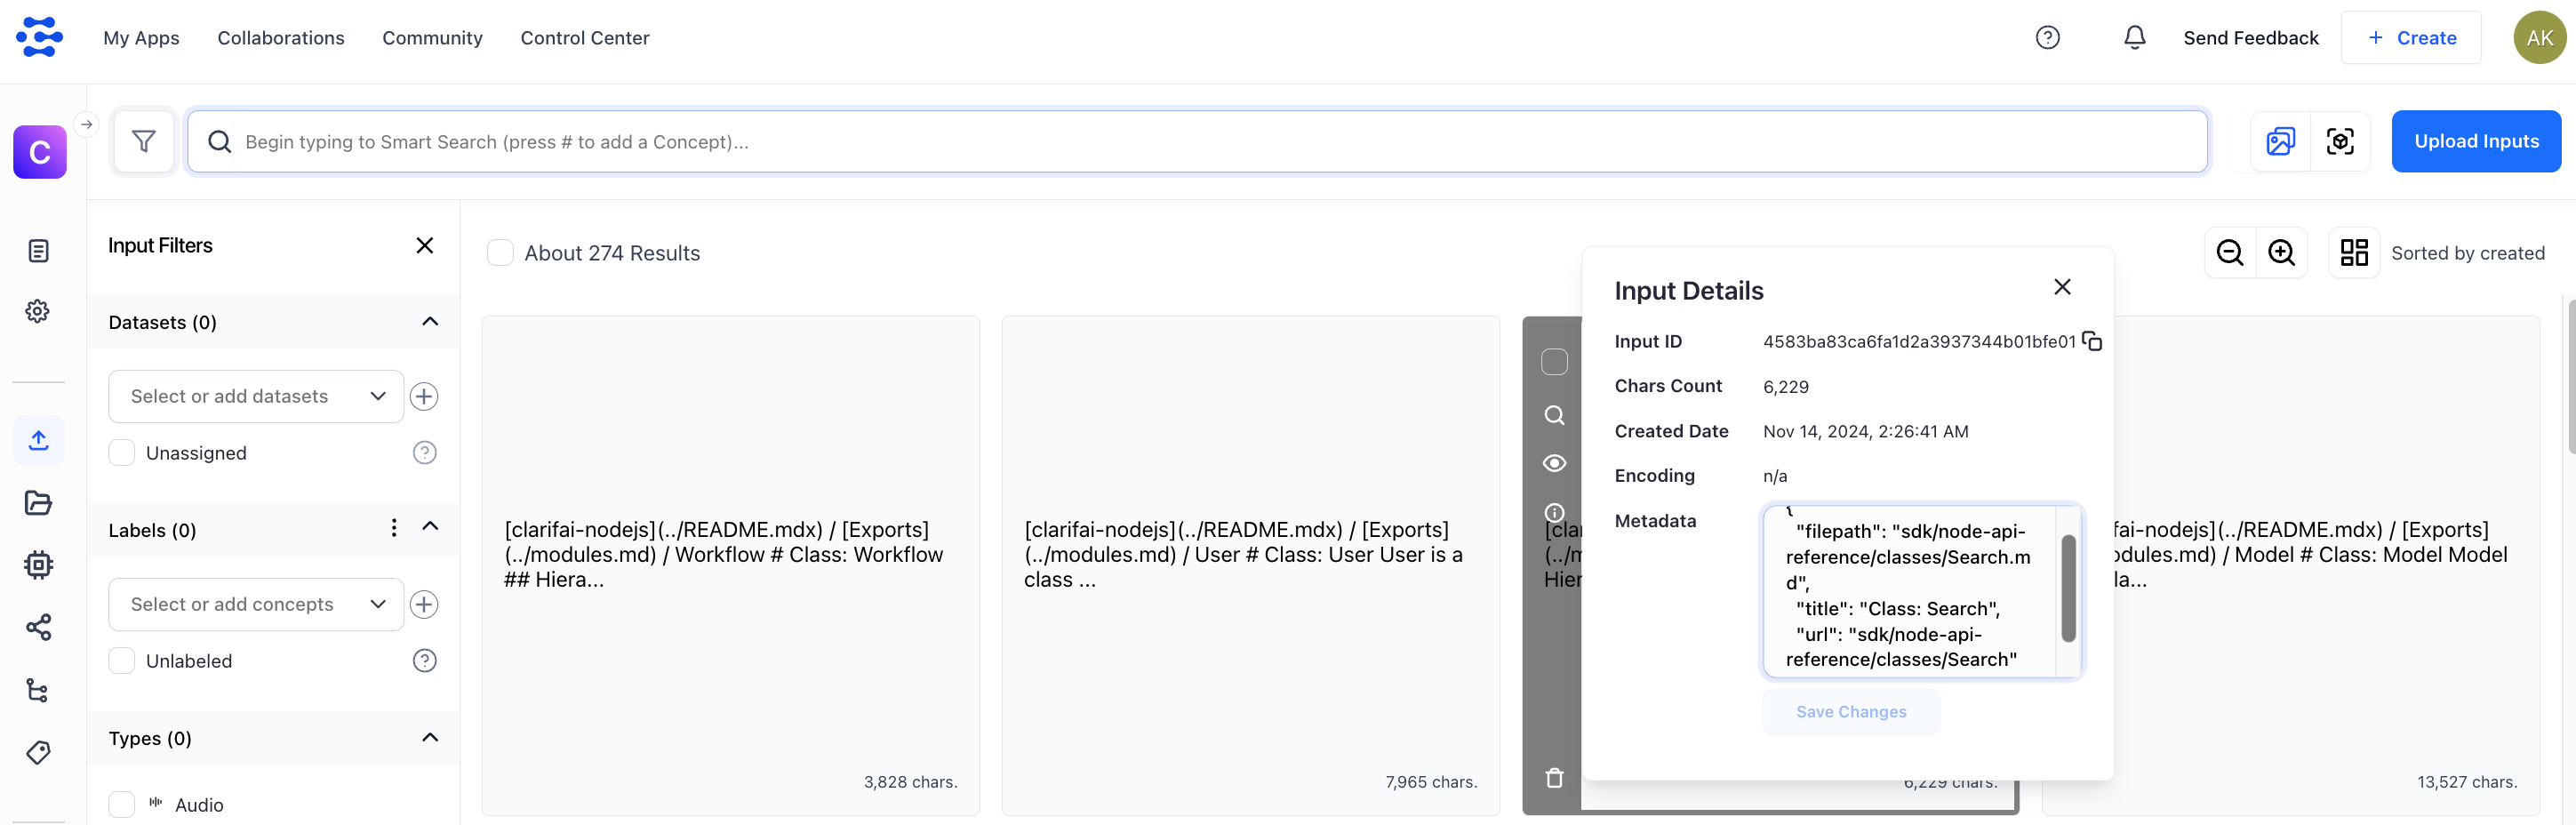 My Apps
Collaborations
Community
Control Center
Send Feedback
+ Create
AK
C
Begin typing to Smart Search (press # to add a Concept)...
Upload Inputs
Input Filters
Datasets (0)
Select or add datasets
Unassigned
Labels (0)
Select or add concepts
Unlabeled
Types (0)
Audio
About 274 Results
Sorted by created
[clarifai-nodejs](../README.mdx) / [Exports]
(../modules.md) / Workflow # Class: Workflow
## Hiera...
3,828 chars.
[clarifai-nodejs](../README.mdx) / [Exports]
(../modules.md) / User # Class: User User is a
class ...
7,965 chars.
[clar
(../m
Hier
6,229 chars.
Input Details
Input ID
4583ba83ca6fa1d2a3937344b01bfe01
Chars Count
6,229
Created Date
Nov 14, 2024, 2:26:41 AM
Encoding
n/a
Metadata
{
"filepath": "sdk/node-api-
reference/classes/Search.m
d",
"title": "Class: Search",
"url": "sdk/node-api-
reference/classes/Search"
Save Changes
fai-nodejs](../README.mdx) / [Exports]
odules.md) / Model # Class: Model Model
la...
13,527 chars.